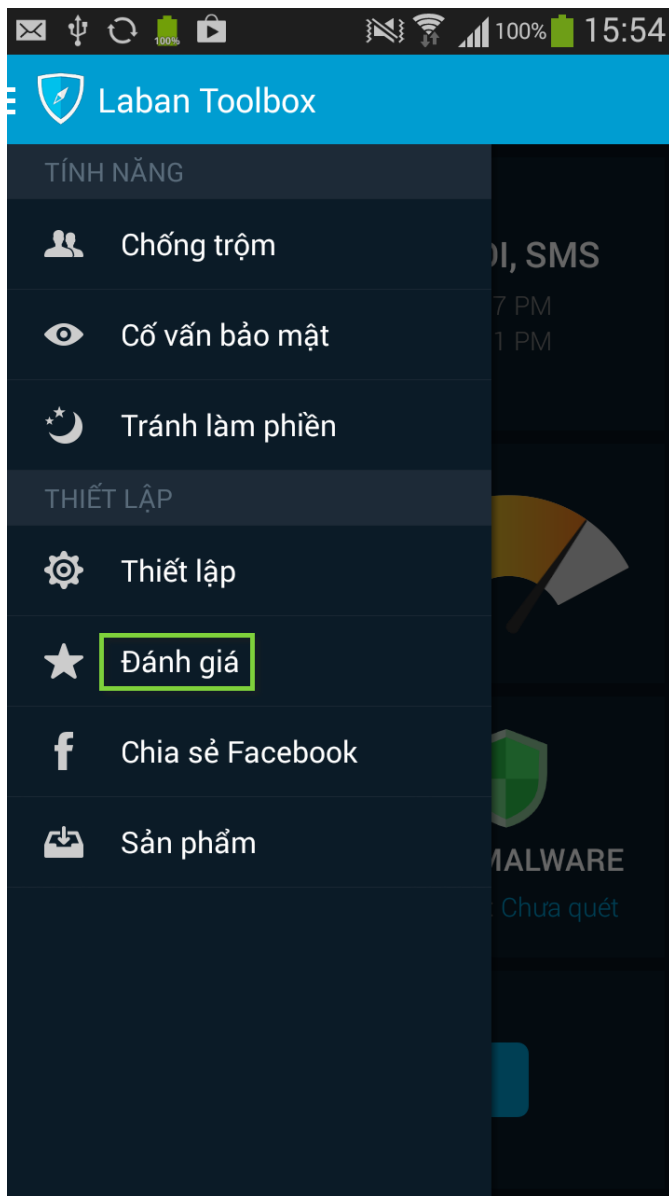 100% 100% 15:54
Laban Toolbox
TÍNH NĂNG
Chống trộm
Cố vấn bảo mật
Tránh làm phiền
THIẾT LẬP
Thiết lập
Đánh giá
Chia sẻ Facebook
Sản phẩm
SMS
7 PM
1 PM
Chưa quét